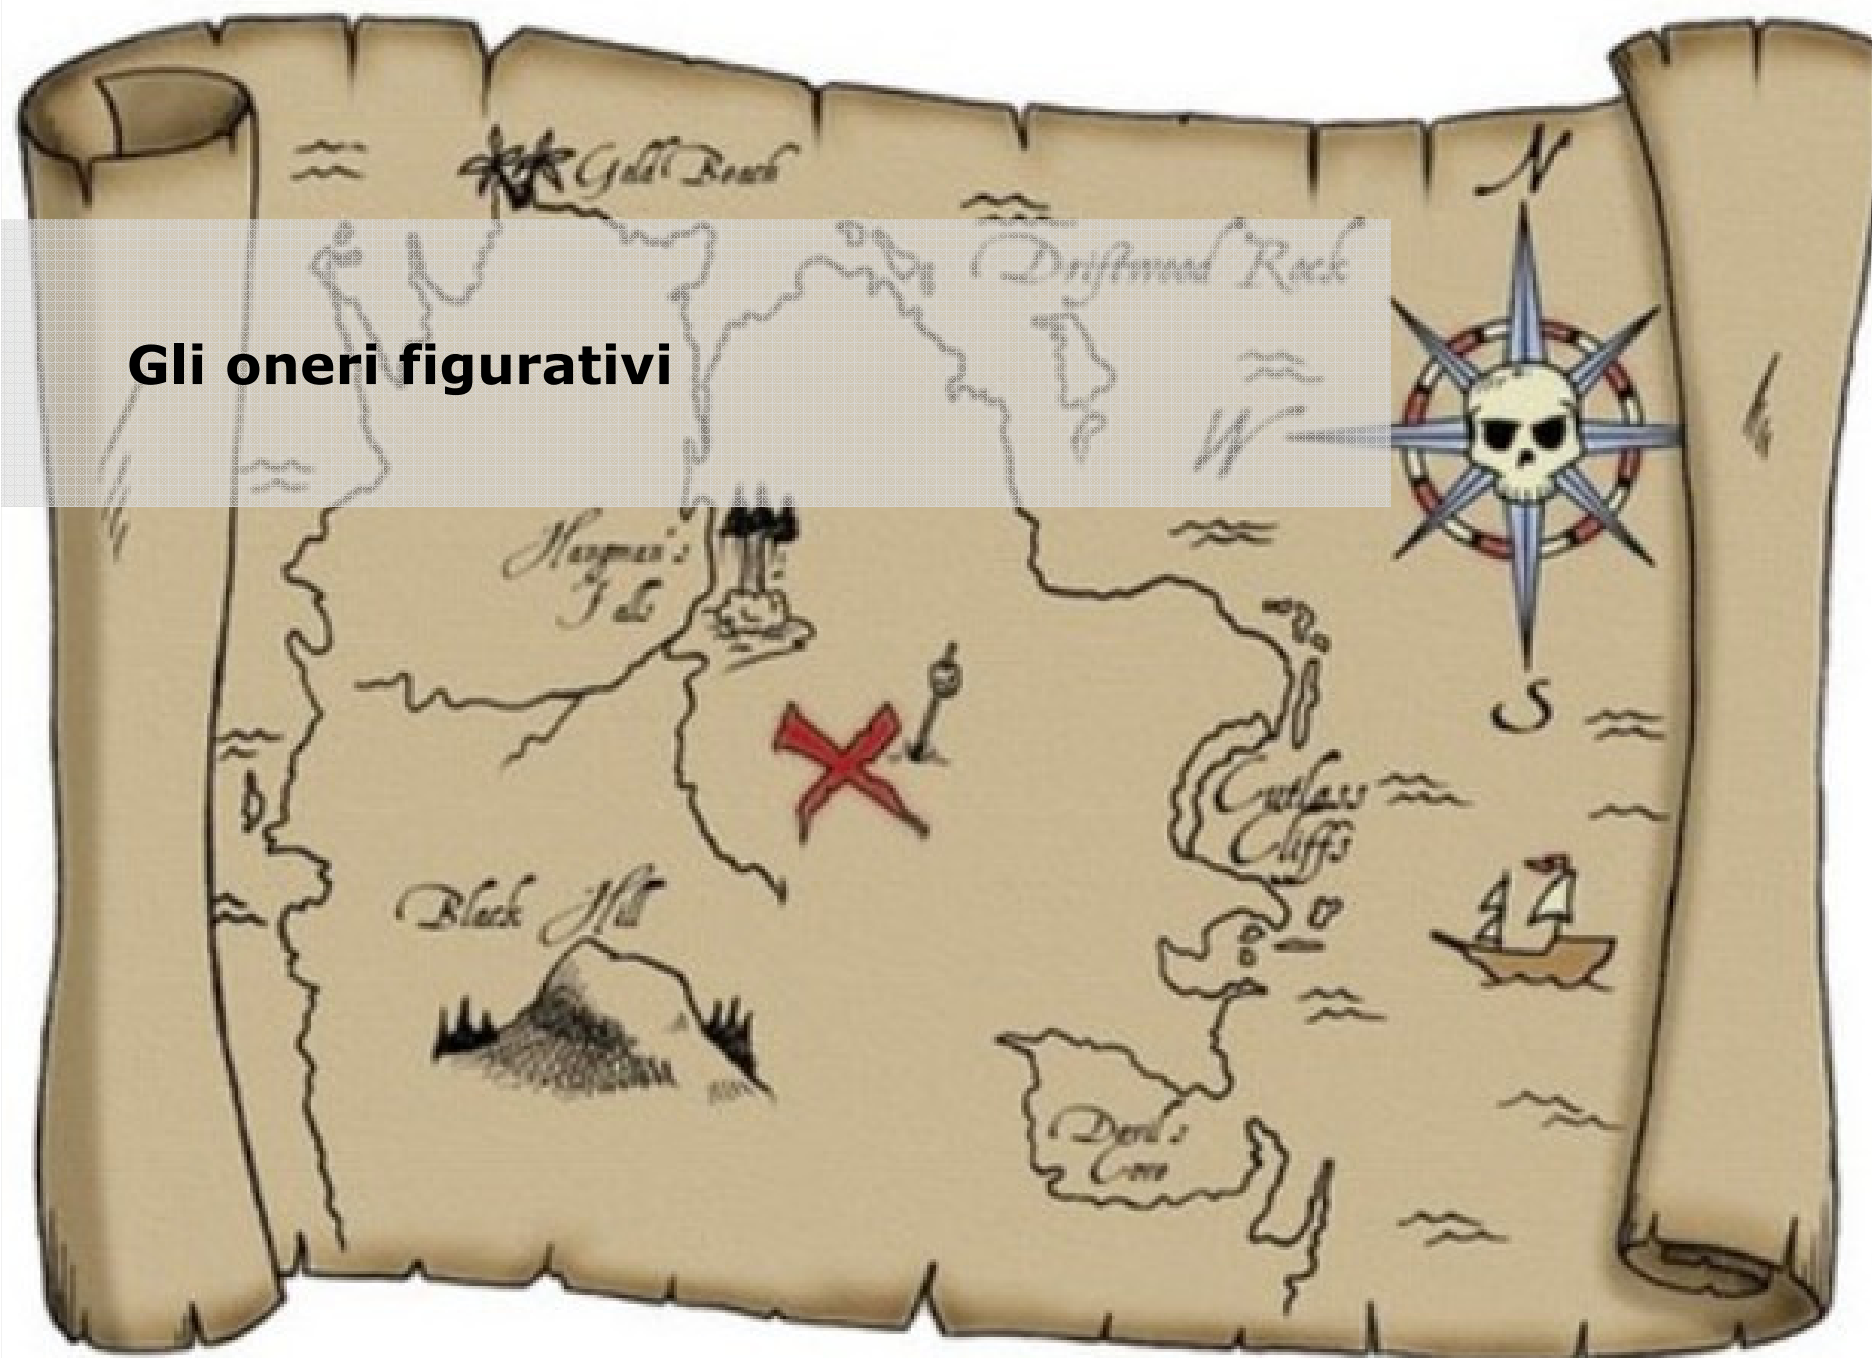 Gold Beach
N
Driftwood Rock
Gli oneri figurativi
W
Hangman's
Falls
S
Cutlass
Cliffs
Black Hill
Devil's
Cove